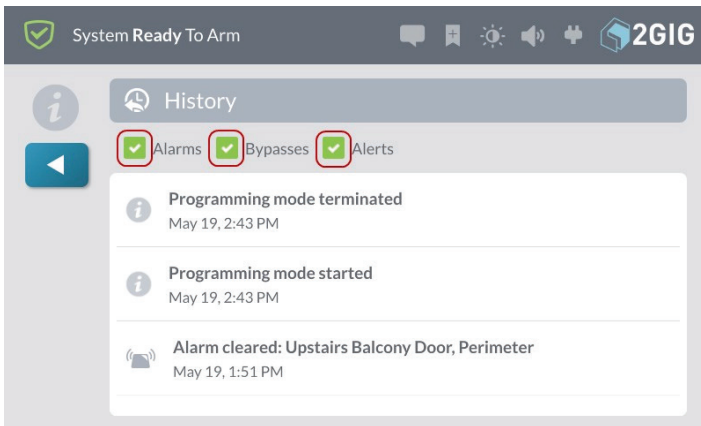 System Ready To Arm
2GIG
History
Alarms Bypasses Alerts
Programming mode terminated
May 19, 2:43 PM
Programming mode started
May 19, 2:43 PM
Alarm cleared: Upstairs Balcony Door, Perimeter
May 19, 1:51 PM